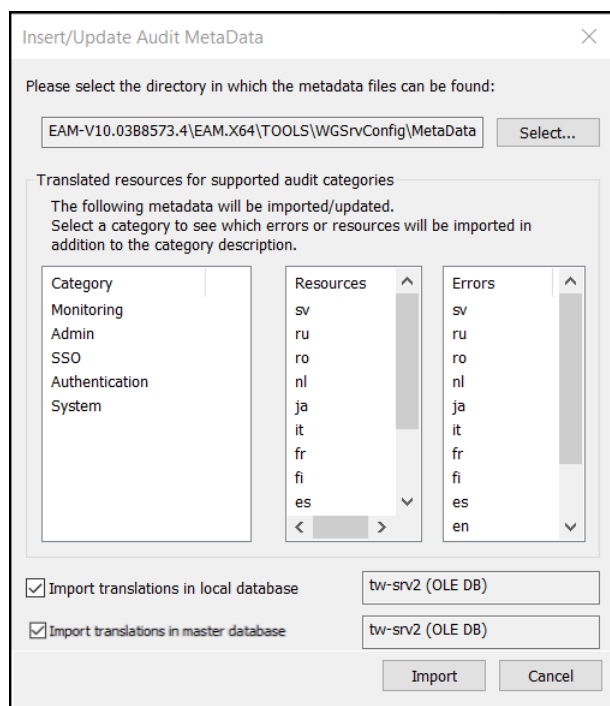 Insert/Update Audit MetaData
Please select the directory in which the metadata files can be found:
EAM-V10.03B8573.4\EAM.X64\TOOLS\WGSrvConfig\MetaData
Select...
Translated resources for supported audit categories
The following metadata will be imported/updated.
Select a category to see which errors or resources will be imported in
addition to the category description.
Category
Monitoring
Admin
SSO
Authentication
System
Resources
sv
ru
ro
nl
ja
it
fr
fi
es
Errors
sv
ru
ro
nl
ja
it
fr
fi
es
en
Import translations in local database
tw-srv2 (OLE DB)
Import translations in master database
tw-srv2 (OLE DB)
Import
Cancel